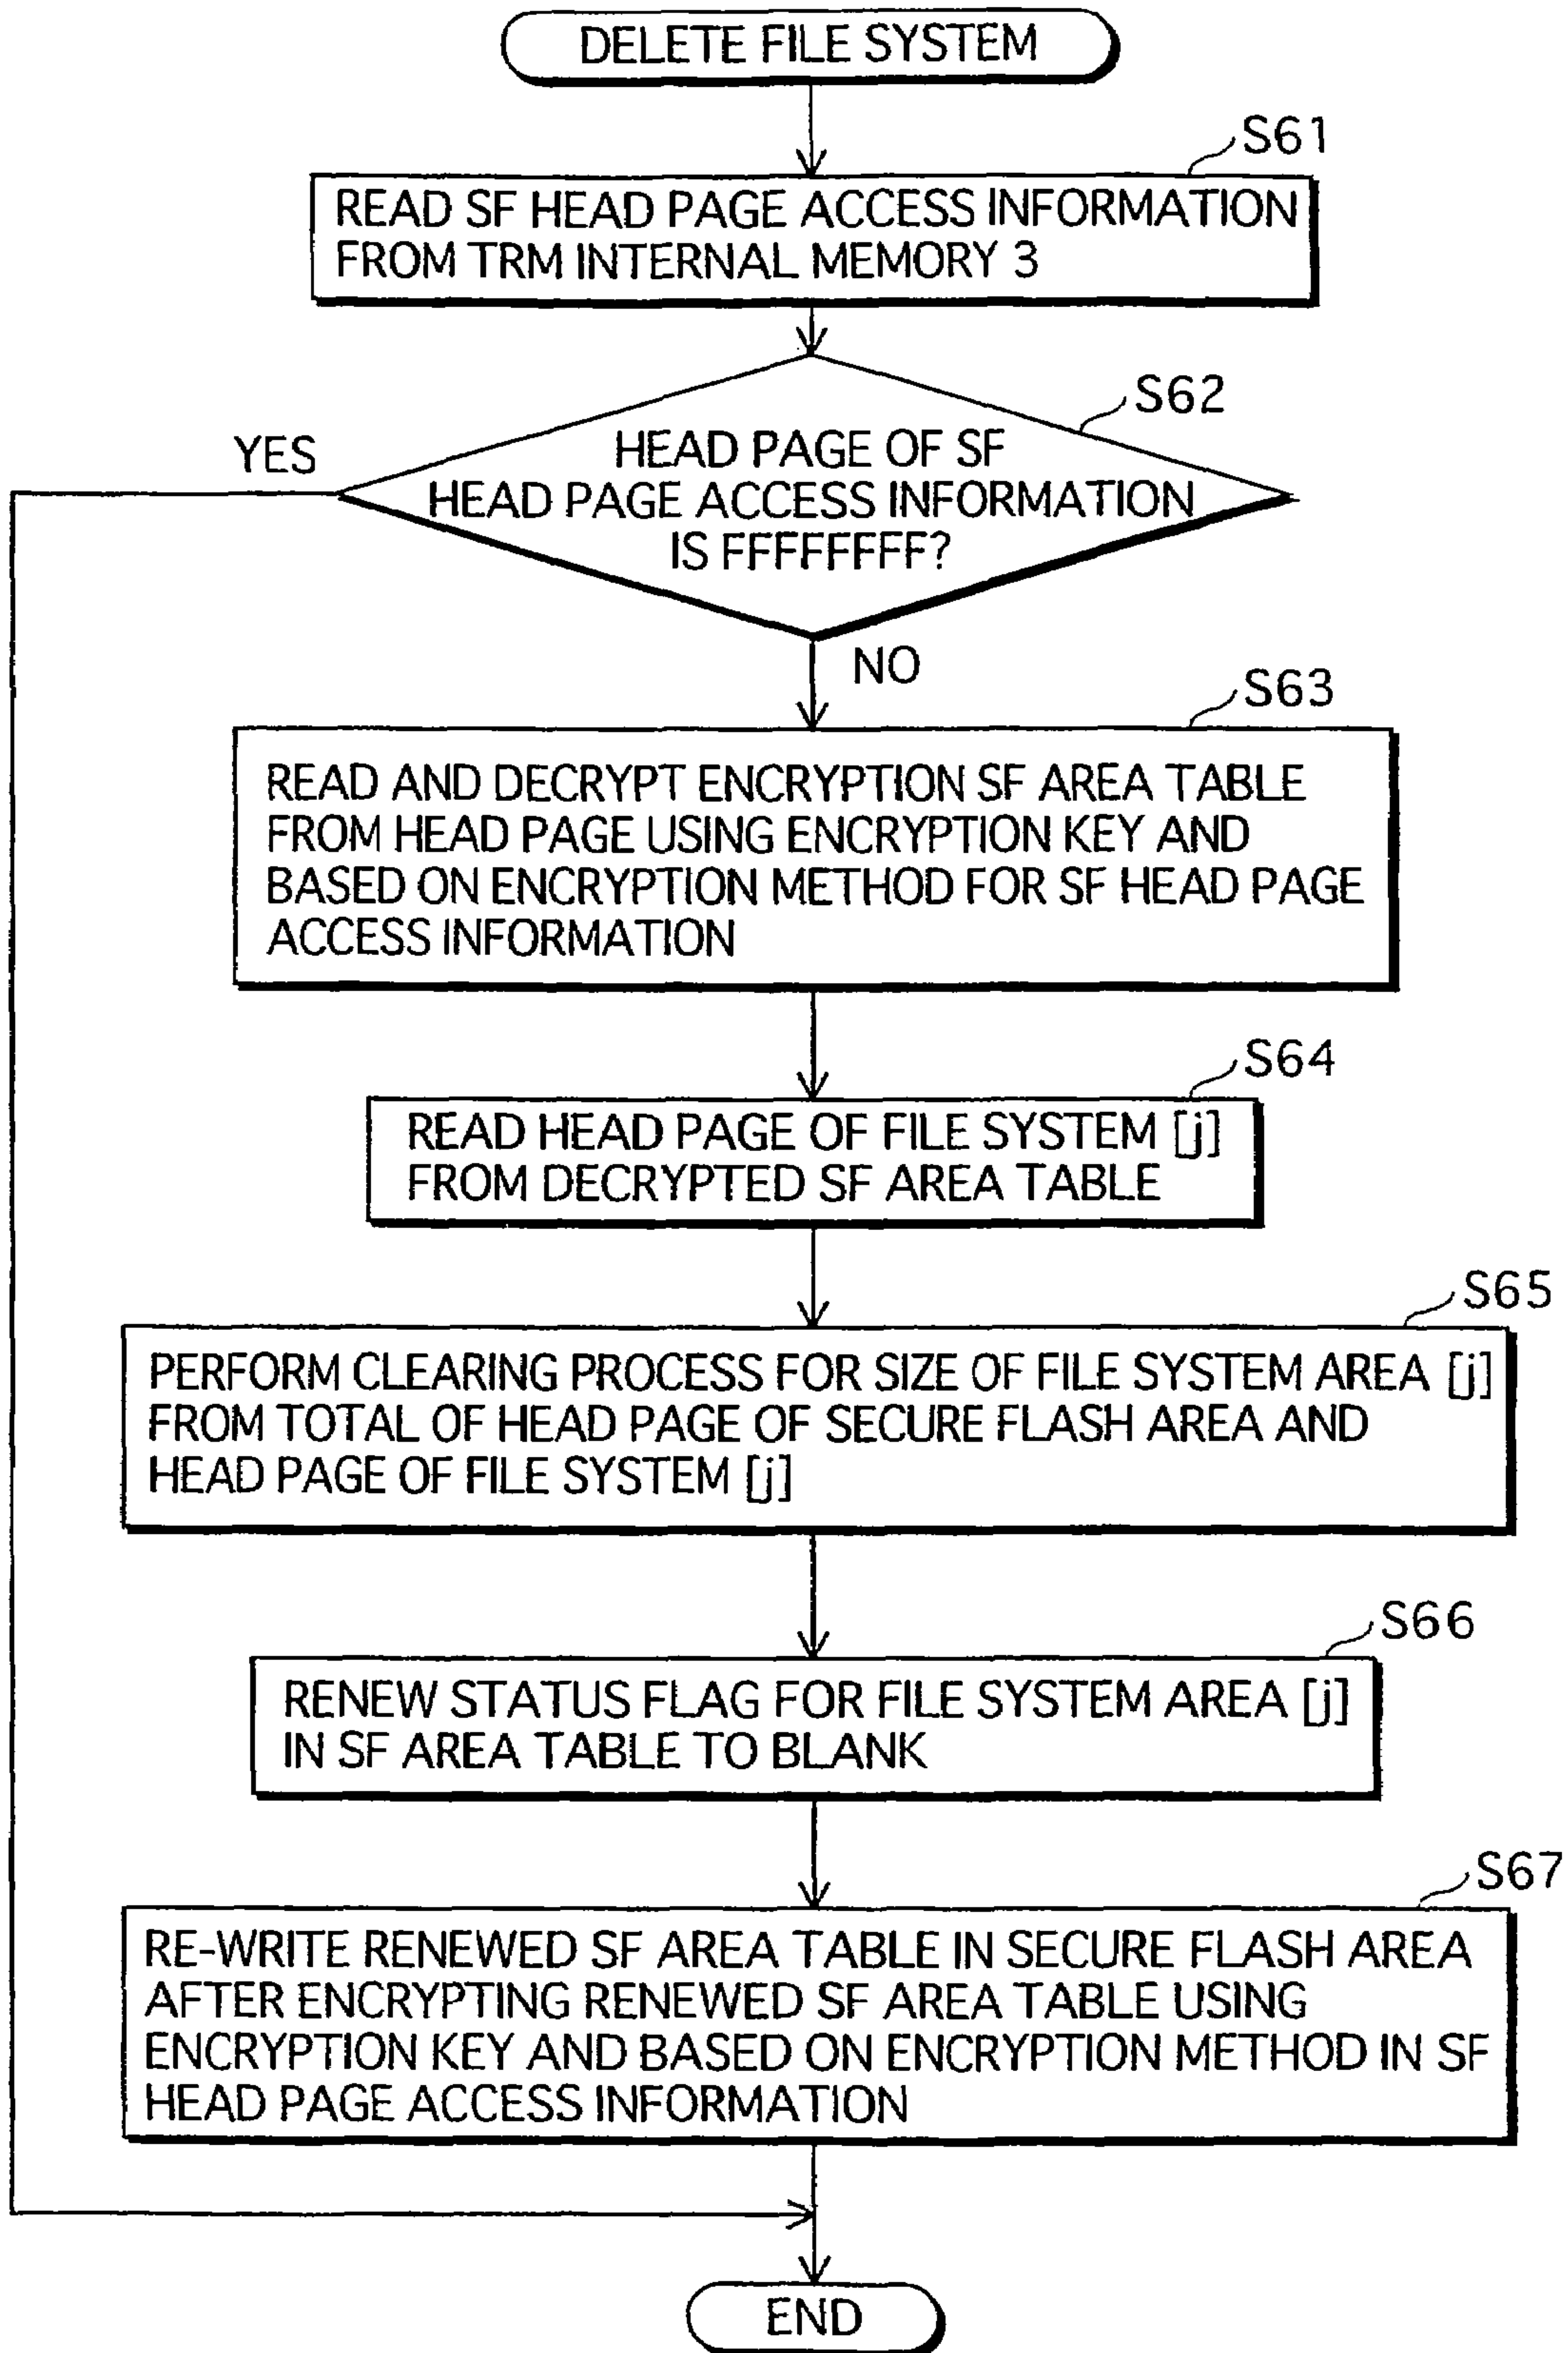 DELETE FILE SYSTEM
S61
READ SF HEAD PAGE ACCESS INFORMATION
FROM TRM INTERNAL MEMORY 3
S62
YES
HEAD PAGE OF SF
HEAD PAGE ACCESS INFORMATION
IS FFFFFFFF?
NO
S63
READ AND DECRYPT ENCRYPTION SF AREA TABLE
FROM HEAD PAGE USING ENCRYPTION KEY AND
BASED ON ENCRYPTION METHOD FOR SF HEAD PAGE
ACCESS INFORMATION
S64
READ HEAD PAGE OF FILE SYSTEM [j]
FROM DECRYPTED SF AREA TABLE
S65
PERFORM CLEARING PROCESS FOR SIZE OF FILE SYSTEM AREA [j]
FROM TOTAL OF HEAD PAGE OF SECURE FLASH AREA AND
HEAD PAGE OF FILE SYSTEM [j]
S66
RENEW STATUS FLAG FOR FILE SYSTEM AREA [j]
IN SF AREA TABLE TO BLANK
S67
RE-WRITE RENEWED SF AREA TABLE IN SECURE FLASH AREA
AFTER ENCRYPTING RENEWED SF AREA TABLE USING
ENCRYPTION KEY AND BASED ON ENCRYPTION METHOD IN SF
HEAD PAGE ACCESS INFORMATION
END